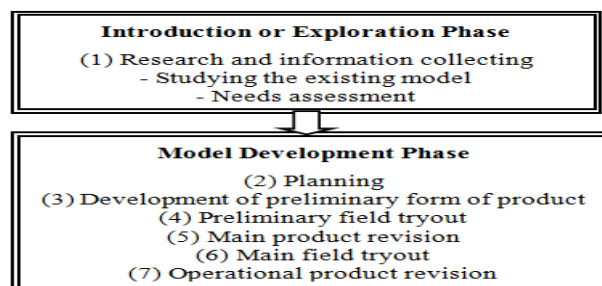 Introduction or Exploration Phase
(1) Research and information collecting
- Studying the existing model
- Needs assessment
Model Development Phase
(2) Planning
(3) Development of preliminary form of product
(4) Preliminary field tryout
(5) Main product revision
(6) Main field tryout
(7) Operational product revision